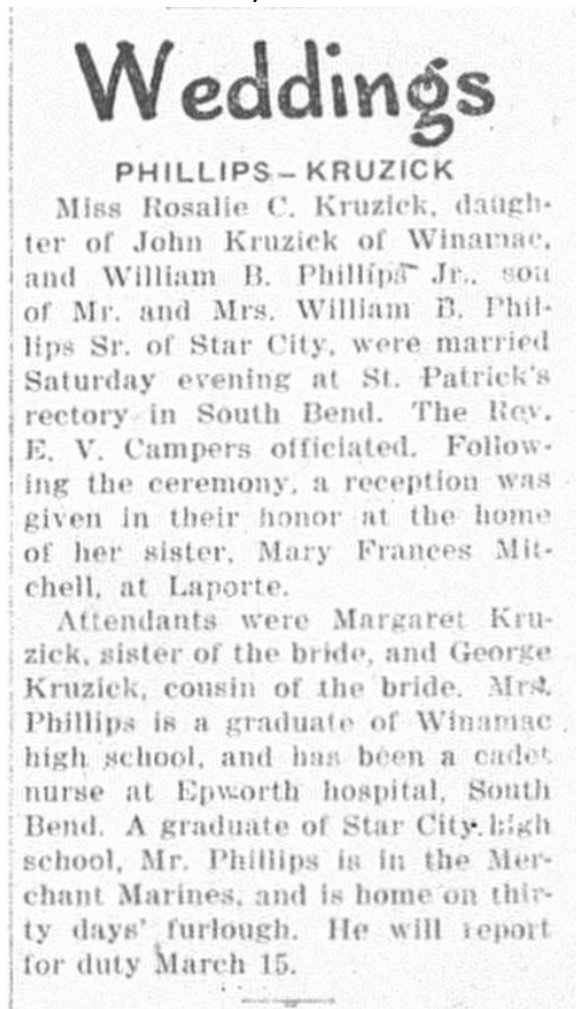 Weddings
PHILLIPS – KRUZICK
Miss Rosalie C. Kruzick, daugh-
ter of John Kruzick of Winamac,
and William B. Phillips Jr., son
of Mr. and Mrs. William B. Phil-
lips Sr. of Star City, were married
Saturday evening at St. Patrick's
rectory in South Bend. The Rev.
E. V. Campers officiated. Follow-
ing the ceremony, a reception was
given in their honor at the home
of her sister, Mary Frances Mit-
chell, at Laporte.
Attendants were Margaret Kru-
zick, sister of the bride, and George
Kruzick, cousin of the bride. Mrs.
Phillips is a graduate of Winamac
high school, and has been a cadet
nurse at Epworth hospital, South
Bend. A graduate of Star City high
school, Mr. Phillips is in the Mer-
chant Marines, and is home on thir-
ty days' furlough. He will report
for duty March 15.